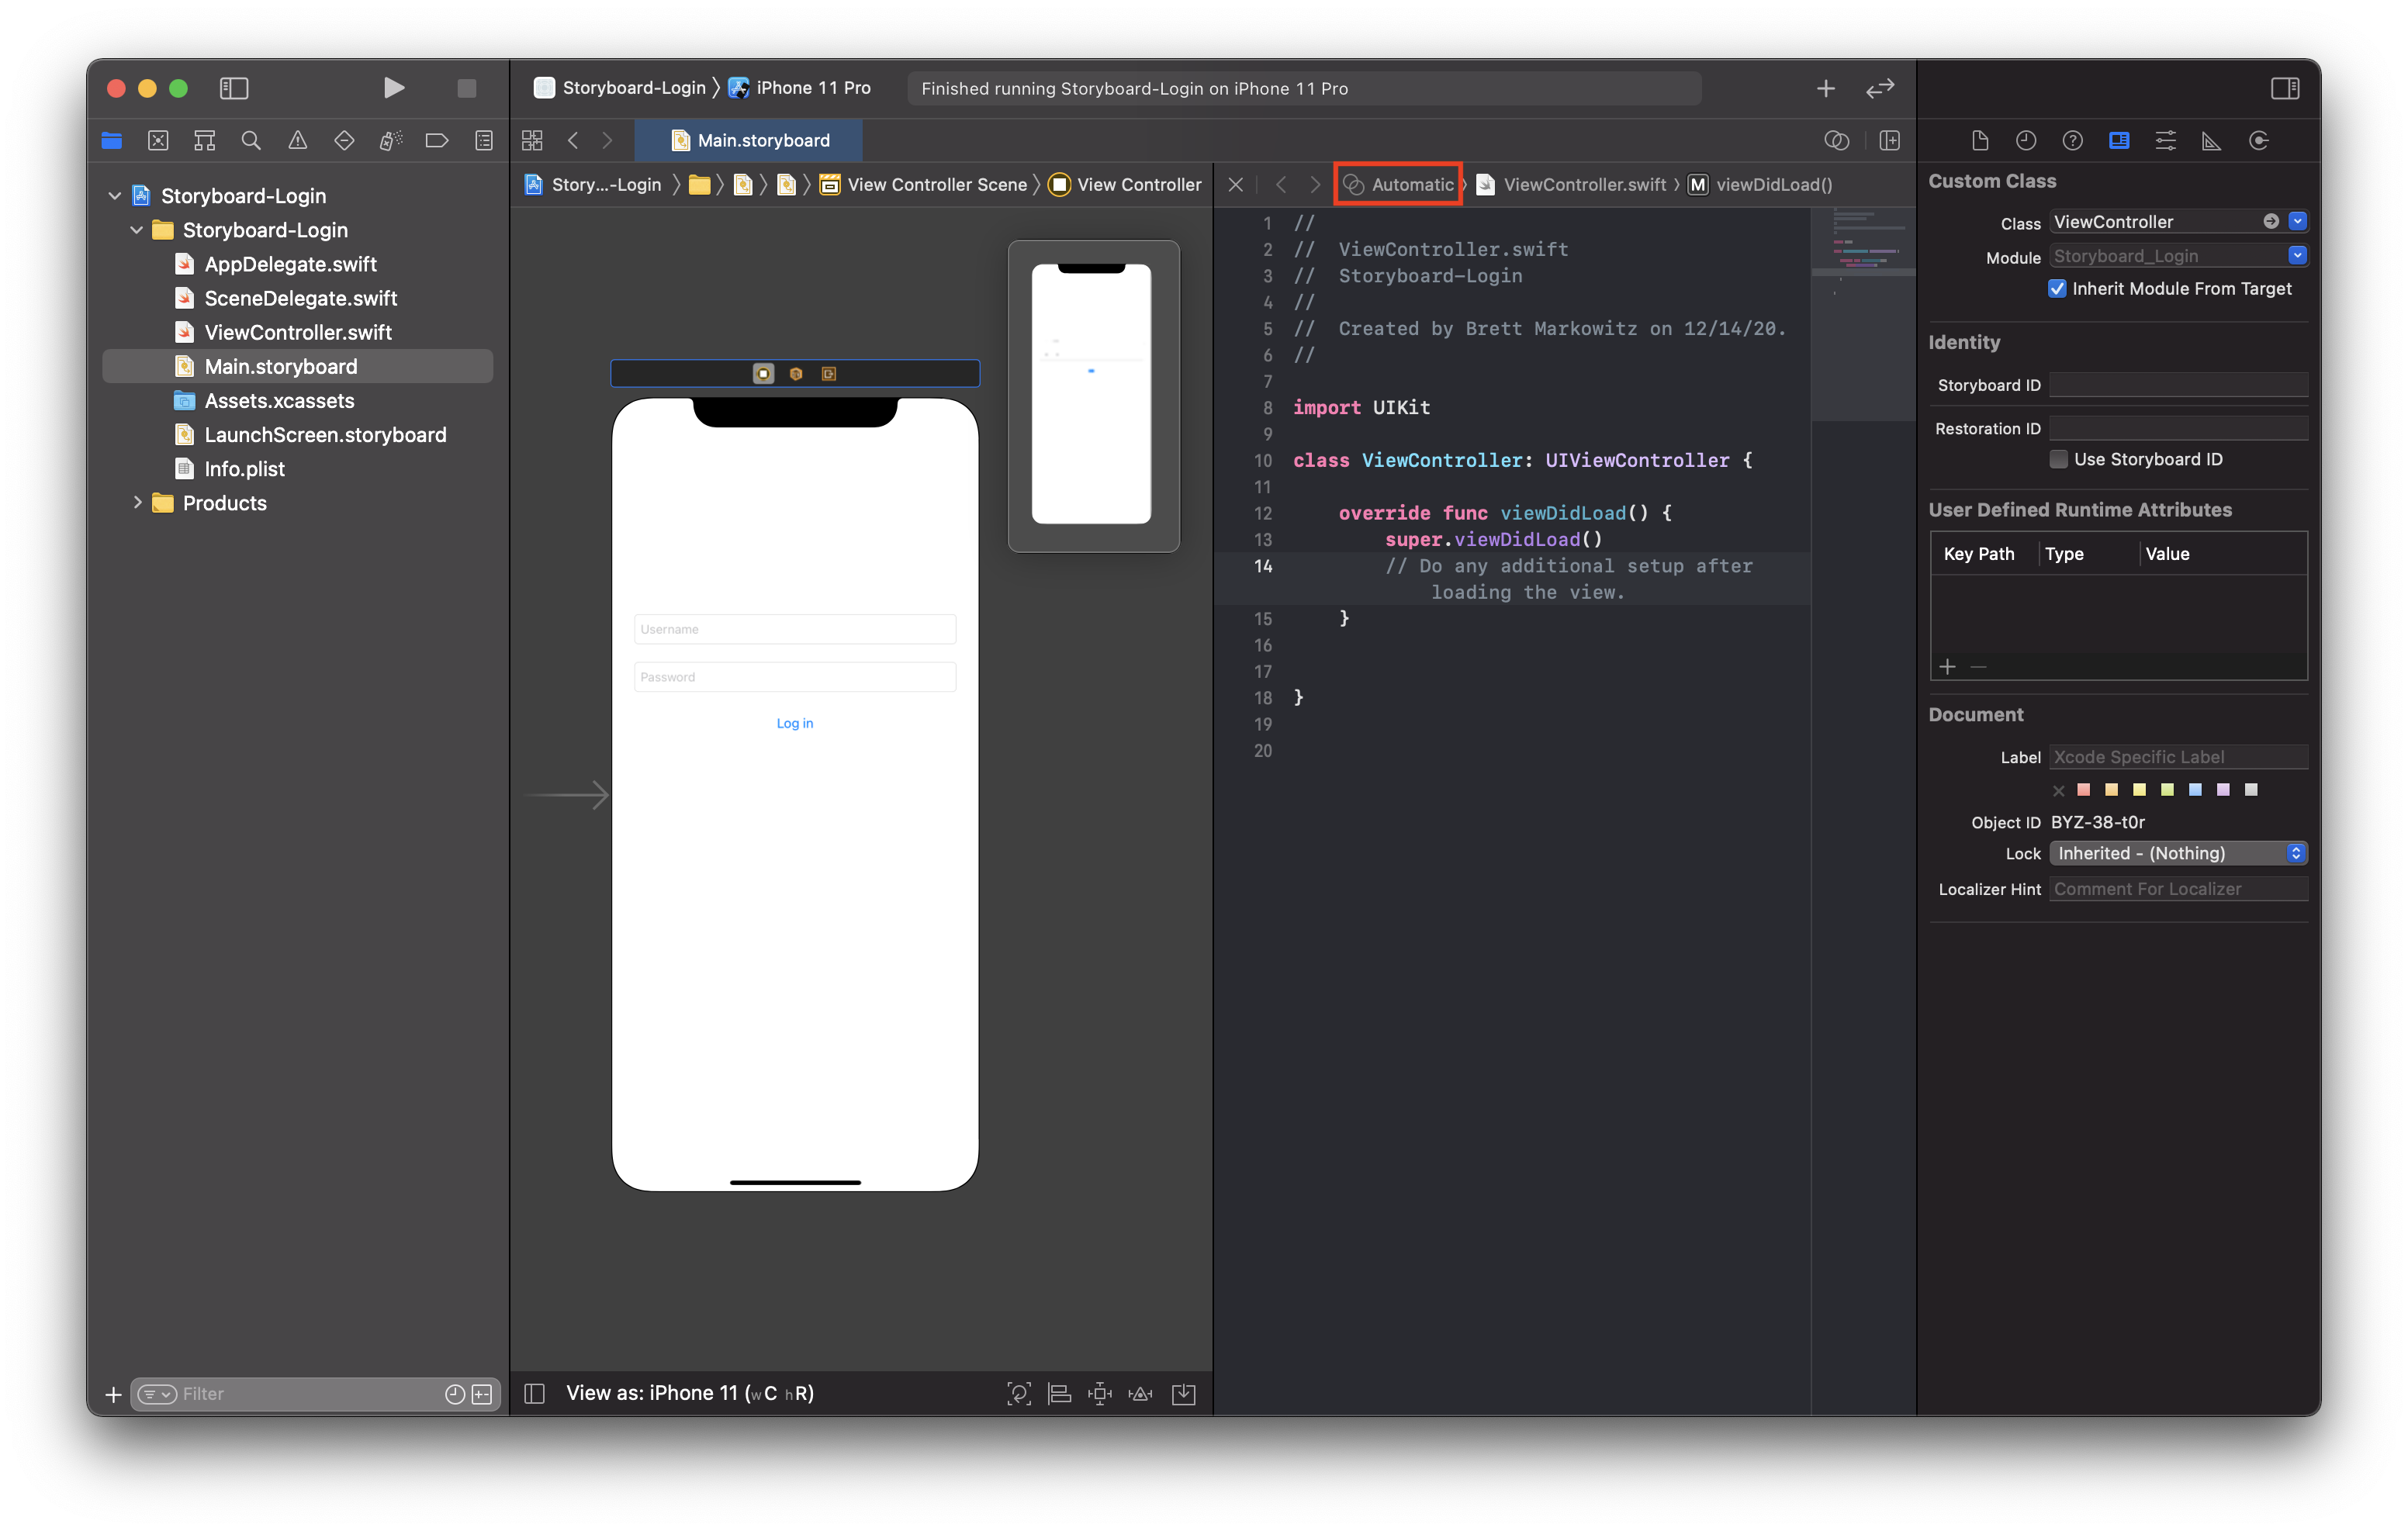 Storyboard-Login
iPhone 11 Pro
Finished running Storyboard-Login on iPhone 11 Pro
Main.storyboard
Storyboard-Login
Storyboard-Login
AppDelegate.swift
SceneDelegate.swift
ViewController.swift
Main.storyboard
Assets.xcassets
LaunchScreen.storyboard
Info.plist
Products
Filter
Story...-Login
View Controller Scene
View Controller
Username
Password
Log in
View as: iPhone 11 (wC hR)
Automatic
ViewController.swift
M viewDidLoad()
1 //
2 //  ViewController.swift
3 //  Storyboard-Login
4 //
5 //  Created by Brett Markowitz on 12/14/20.
6 //
7
8 import UIKit
9
10 class ViewController: UIViewController {
11
12     override func viewDidLoad() {
13         super.viewDidLoad()
14         // Do any additional setup after
loading the view.
15     }
16
17
18 }
19
20
Custom Class
Class ViewController
Module Storyboard_Login
Inherit Module From Target
Identity
Storyboard ID
Restoration ID
Use Storyboard ID
User Defined Runtime Attributes
Key Path Type Value
Document
Label Xcode Specific Label
Object ID BYZ-38-t0r
Lock Inherited - (Nothing)
Localizer Hint Comment For Localizer